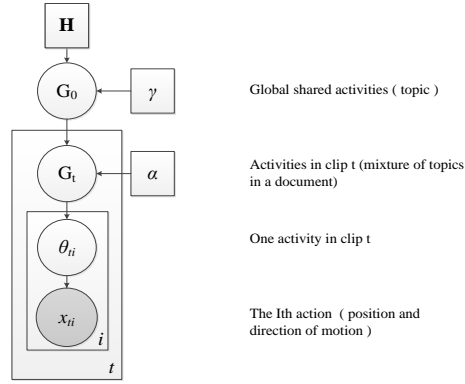 H
G₀
γ
Global shared activities ( topic )
Gₜ
α
Activities in clip t (mixture of topics
in a document)
θₜᵢ
One activity in clip t
xₜᵢ
The Ith action ( position and
direction of motion )
i
t